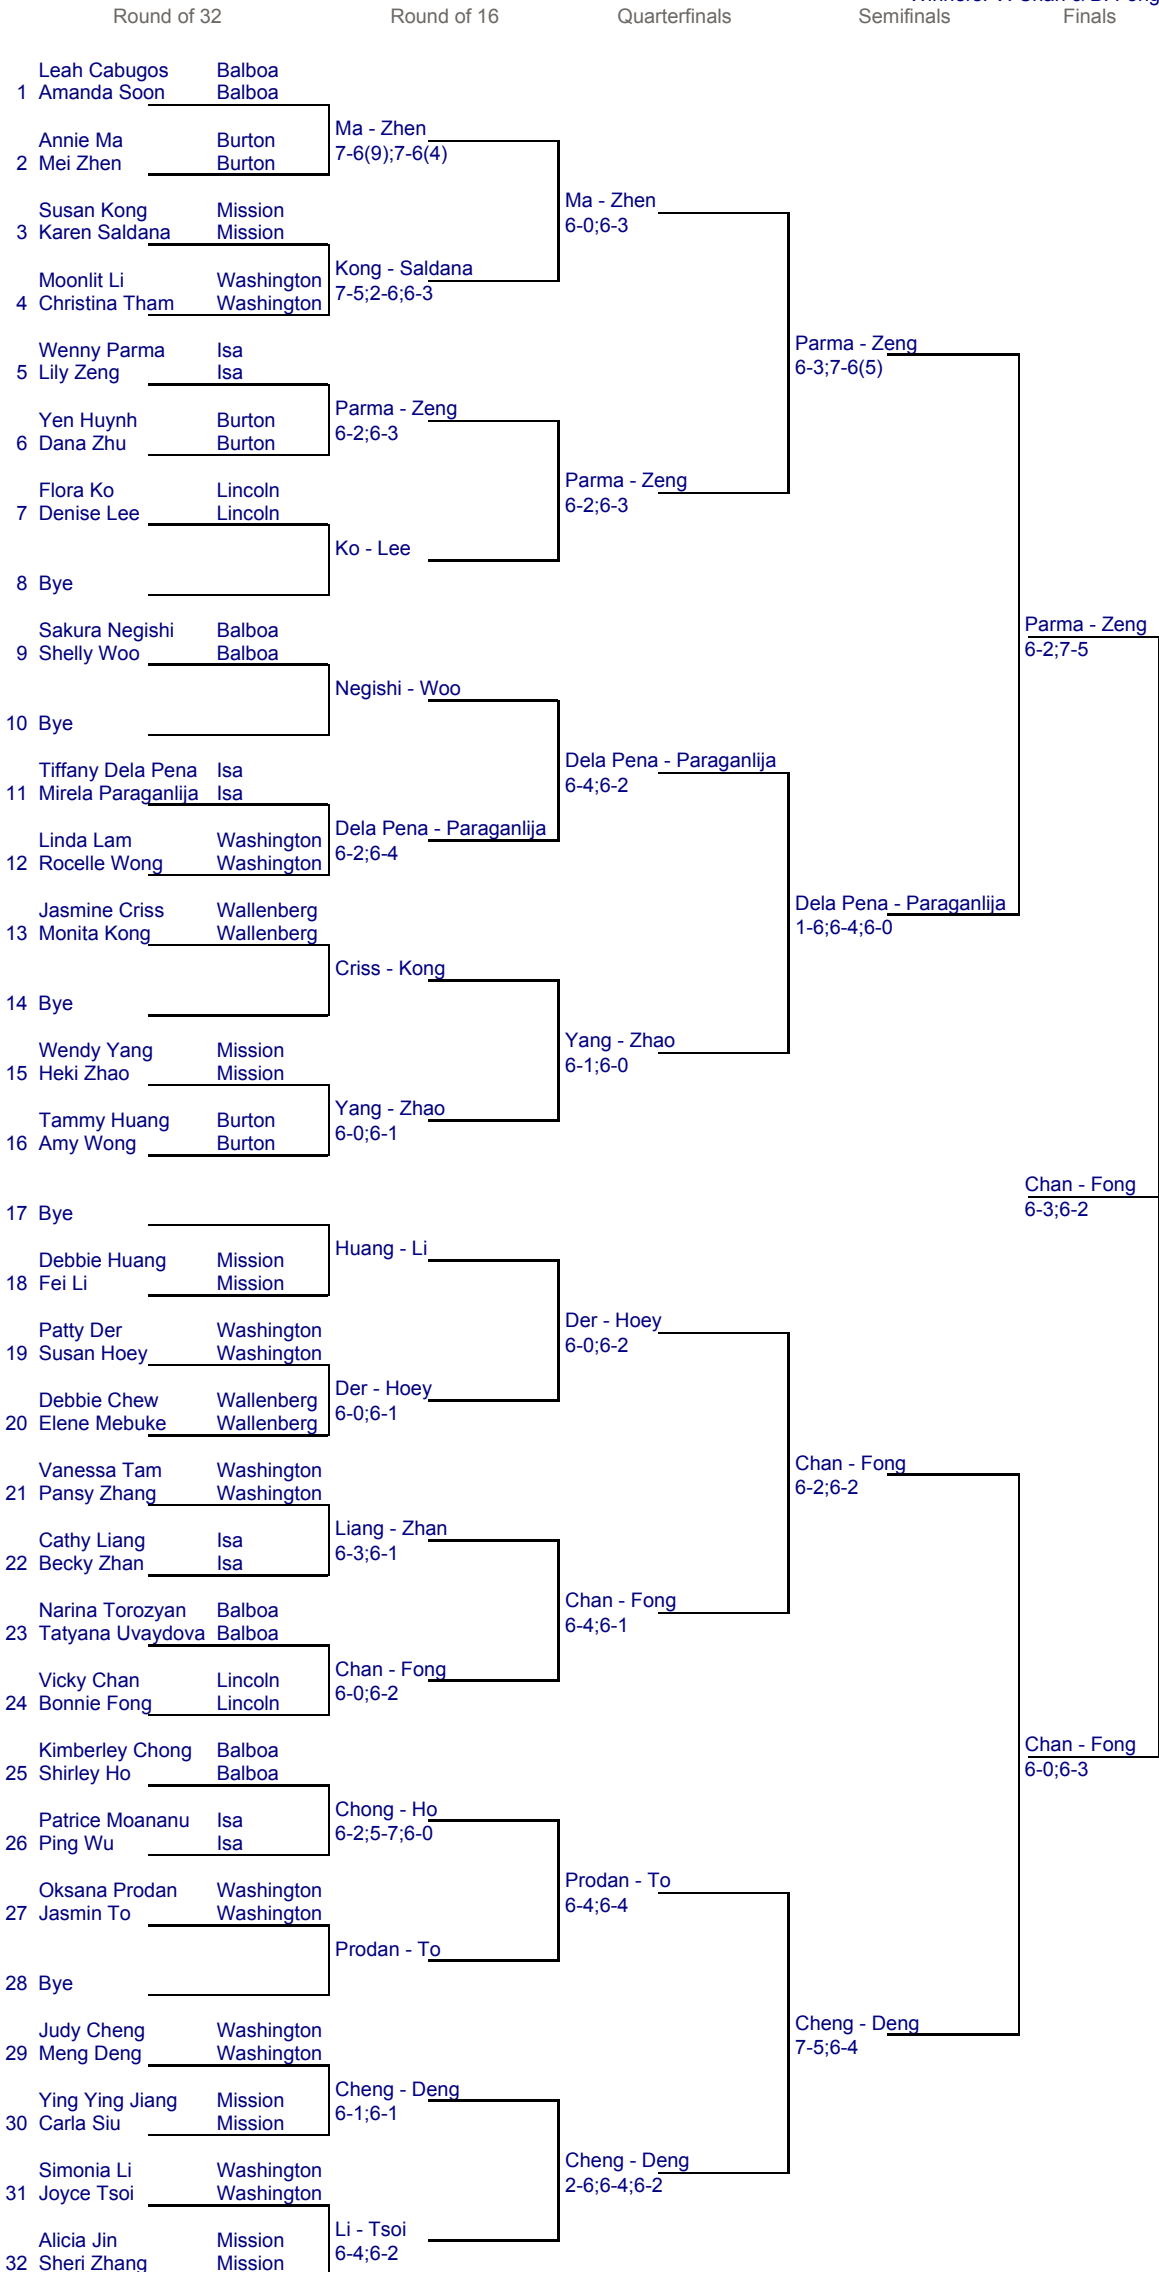 Winners: V. Chan & B. Fong
Round of 32 Round of 16 Quarterfinals Semifinals Finals
Leah Cabugos Balboa
1 Amanda Soon Balboa
Ma - Zhen
7-6(9);7-6(4)
Annie Ma Burton
2 Mei Zhen Burton
Ma - Zhen
6-0;6-3
Susan Kong Mission
3 Karen Saldana Mission
Kong - Saldana
7-5;2-6;6-3
Moonlit Li Washington
4 Christina Tham Washington
Parma - Zeng
6-3;7-6(5)
Wenny Parma Isa
5 Lily Zeng Isa
Parma - Zeng
6-2;6-3
Yen Huynh Burton
6 Dana Zhu Burton
Parma - Zeng
6-2;6-3
Flora Ko Lincoln
7 Denise Lee Lincoln
Ko - Lee
8 Bye
Parma - Zeng
6-2;7-5
Sakura Negishi Balboa
9 Shelly Woo Balboa
Negishi - Woo
10 Bye
Dela Pena - Paraganlija
6-4;6-2
Tiffany Dela Pena Isa
11 Mirela Paraganlija Isa
Dela Pena - Paraganlija
6-2;6-4
Linda Lam Washington
12 Rocelle Wong Washington
Dela Pena - Paraganlija
1-6;6-4;6-0
Jasmine Criss Wallenberg
13 Monita Kong Wallenberg
Criss - Kong
14 Bye
Yang - Zhao
6-1;6-0
Wendy Yang Mission
15 Heki Zhao Mission
Yang - Zhao
6-0;6-1
Tammy Huang Burton
16 Amy Wong Burton
Chan - Fong
6-3;6-2
17 Bye
Huang - Li
Debbie Huang Mission
18 Fei Li Mission
Der - Hoey
6-0;6-2
Patty Der Washington
19 Susan Hoey Washington
Der - Hoey
6-0;6-1
Debbie Chew Wallenberg
20 Elene Mebuke Wallenberg
Chan - Fong
6-2;6-2
Vanessa Tam Washington
21 Pansy Zhang Washington
Liang - Zhan
6-3;6-1
Cathy Liang Isa
22 Becky Zhan Isa
Chan - Fong
6-4;6-1
Narina Torozyan Balboa
23 Tatyana Uvaydova Balboa
Chan - Fong
6-0;6-2
Vicky Chan Lincoln
24 Bonnie Fong Lincoln
Chan - Fong
6-0;6-3
Kimberley Chong Balboa
25 Shirley Ho Balboa
Chong - Ho
6-2;5-7;6-0
Patrice Moananu Isa
26 Ping Wu Isa
Prodan - To
6-4;6-4
Oksana Prodan Washington
27 Jasmin To Washington
Prodan - To
28 Bye
Cheng - Deng
7-5;6-4
Judy Cheng Washington
29 Meng Deng Washington
Cheng - Deng
6-1;6-1
Ying Ying Jiang Mission
30 Carla Siu Mission
Cheng - Deng
2-6;6-4;6-2
Simonia Li Washington
31 Joyce Tsoi Washington
Li - Tsoi
6-4;6-2
Alicia Jin Mission
32 Sheri Zhang Mission